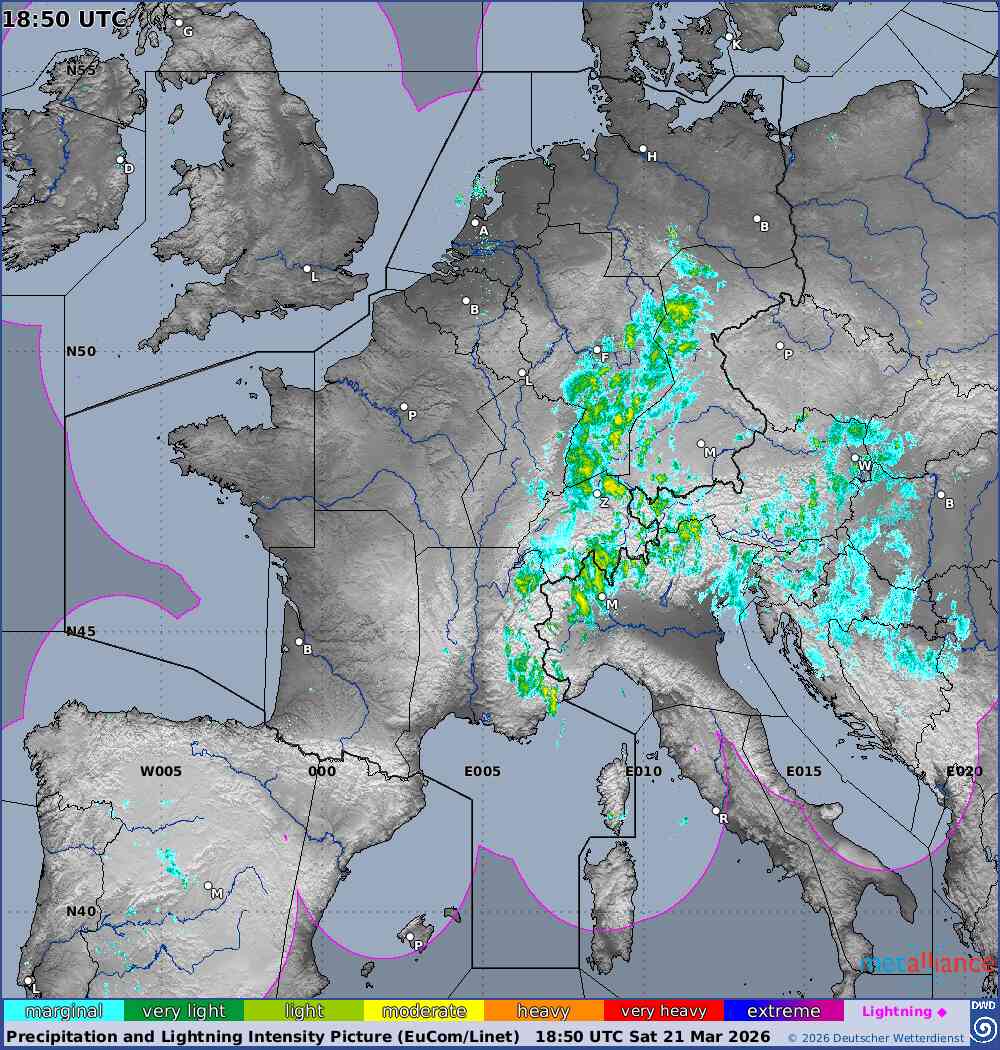 18:50 UTC
G
K
N55
D
H
A
B
B
L
B
N50
F
P
L
P
M
W
Z
B
M
N45
B
W005
000
E005
E010
E015
E020
R
M
N40
P
L
metalliance
marginal
very light
light
moderate
heavy
very heavy
extreme
Lightning ◆
DWD
Precipitation and Lightning Intensity Picture (EuCom/Linet) 18:50 UTC Sat 21 Mar 2026 © 2026 Deutscher Wetterdienst